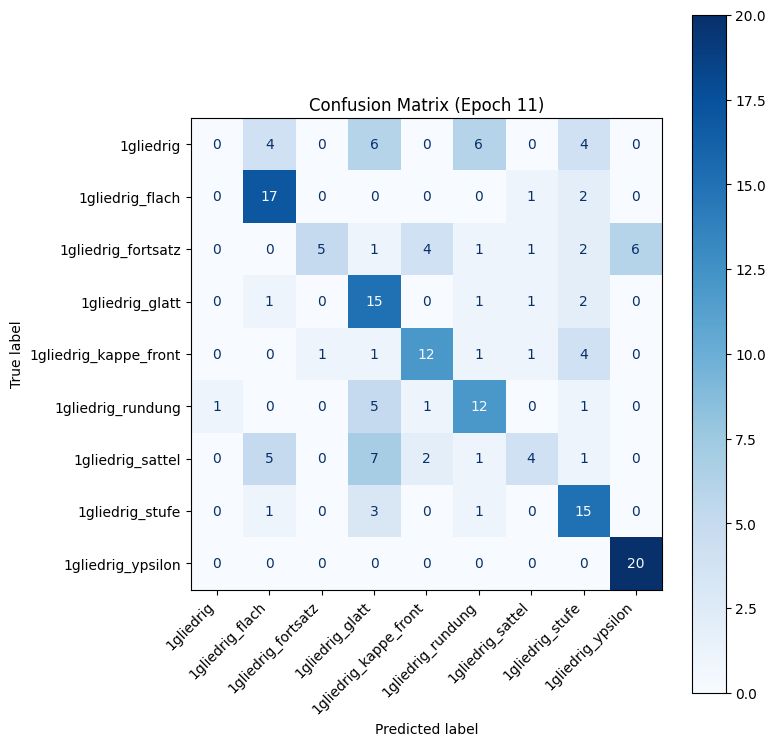 Confusion Matrix (Epoch 11)
True label
1gliedrig 0 4 0 6 0 6 0 4 0
1gliedrig_flach 0 17 0 0 0 0 1 2 0
1gliedrig_fortsatz 0 0 5 1 4 1 1 2 6
1gliedrig_glatt 0 1 0 15 0 1 1 2 0
1gliedrig_kappe_front 0 0 1 1 12 1 1 4 0
1gliedrig_rundung 1 0 0 5 1 12 0 1 0
1gliedrig_sattel 0 5 0 7 2 1 4 1 0
1gliedrig_stufe 0 1 0 3 0 1 0 15 0
1gliedrig_ypsilon 0 0 0 0 0 0 0 0 20
1gliedrig
1gliedrig_flach
1gliedrig_fortsatz
1gliedrig_glatt
1gliedrig_kappe_front
1gliedrig_rundung
1gliedrig_sattel
1gliedrig_stufe
1gliedrig_ypsilon
Predicted label
20.0
17.5
15.0
12.5
10.0
7.5
5.0
2.5
0.0